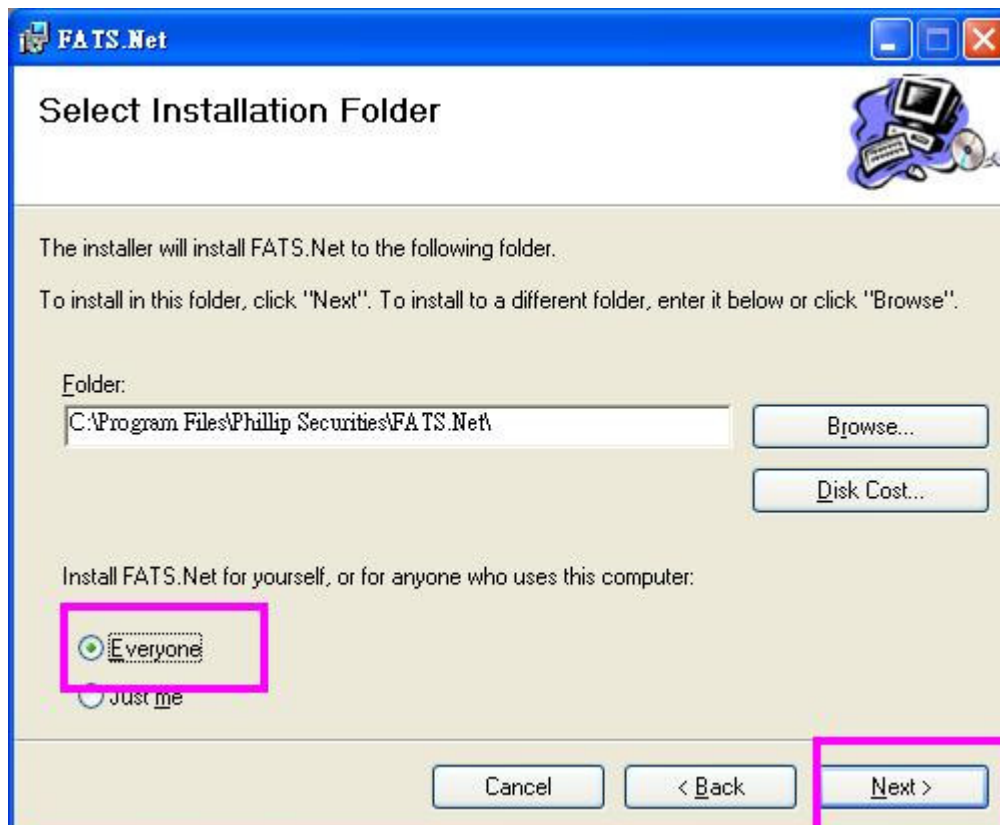 FATS.Net
Select Installation Folder
The installer will install FATS.Net to the following folder.
To install in this folder, click "Next". To install to a different folder, enter it below or click "Browse".
Folder:
C:\Program Files\Phillip Securities\FATS.Net\
Browse...
Disk Cost...
Install FATS.Net for yourself, or for anyone who uses this computer:
Everyone
Just me
Cancel
< Back
Next >